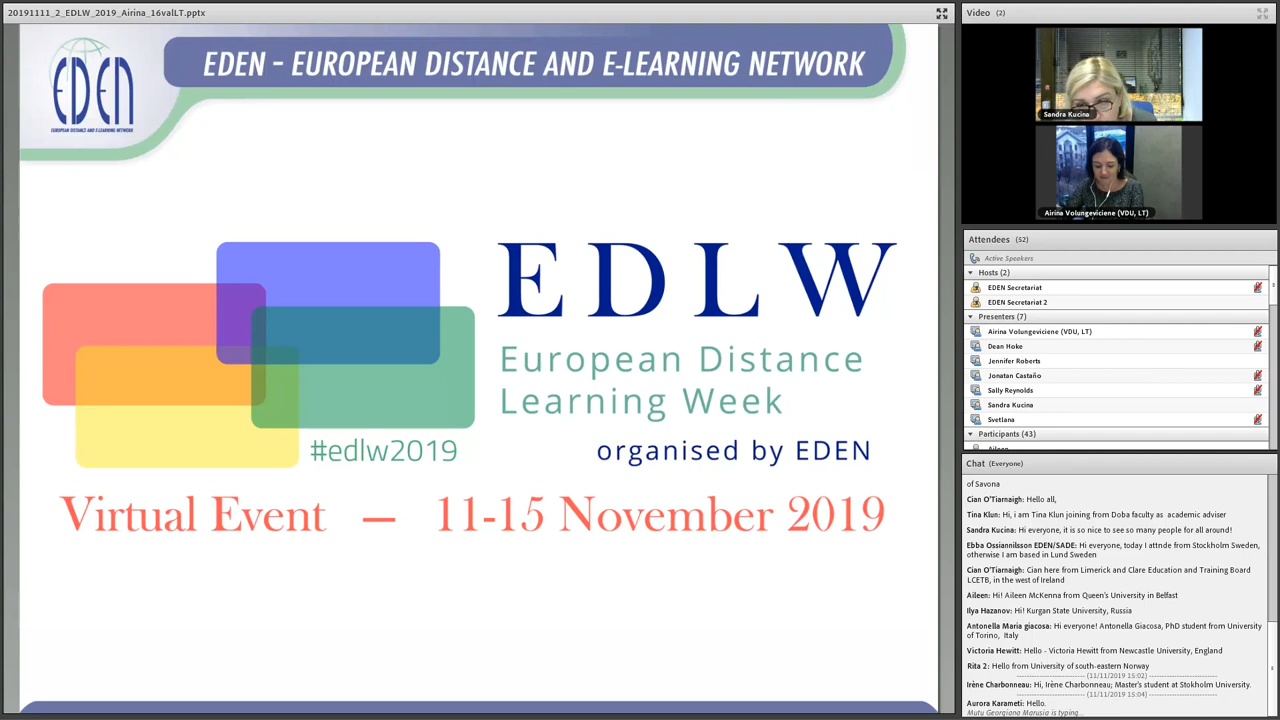 20191111_2_EDLW_2019_Airina_16valLT.pptx
EDEN
EUROPEAN DISTANCE AND E-LEARNING NETWORK
EDEN – EUROPEAN DISTANCE AND E-LEARNING NETWORK
EDLW
European Distance
Learning Week
#edlw2019
organised by EDEN
Virtual Event — 11-15 November 2019
Video (2)
Sandra Kucina
Airina Volungeviciene (VDU, LT)
Attendees (52)
Active Speakers
Hosts (2)
EDEN Secretariat
EDEN Secretariat 2
Presenters (7)
Airina Volungeviciene (VDU, LT)
Dean Hoke
Jennifer Roberts
Jonatan Castaño
Sally Reynolds
Sandra Kucina
Svetlana
Participants (43)
Aileen
Chat (Everyone)
of Savona
Cian O'Tiarnaigh: Hello all,
Tina Klun: Hi, i am Tina Klun joining from Doba faculty as academic adviser
Sandra Kucina: Hi everyone, it is so nice to see so many people for all around!
Ebba Ossiannilsson EDEN/SADE: Hi everyone, today I attnde from Stockholm Sweden,
otherwise I am based in Lund Sweden
Cian O'Tiarnaigh: Cian here from Limerick and Clare Education and Training Board
LCETB, in the west of Ireland
Aileen: Hi! Aileen McKenna from Queen's University in Belfast
Ilya Hazanov: Hi! Kurgan State University, Russia
Antonella Maria giacosa: Hi everyone! Antonella Giacosa, PhD student from University
of Torino, Italy
Victoria Hewitt: Hello - Victoria Hewitt from Newcastle University, England
Rita 2: Hello from University of south-eastern Norway
(11/11/2019 15:02)
Irène Charbonneau: Hi, Irène Charbonneau; Master's student at Stokholm University.
(11/11/2019 15:04)
Aurora Karameti: Hello.
Mutu Georgiana Marusia is typing...